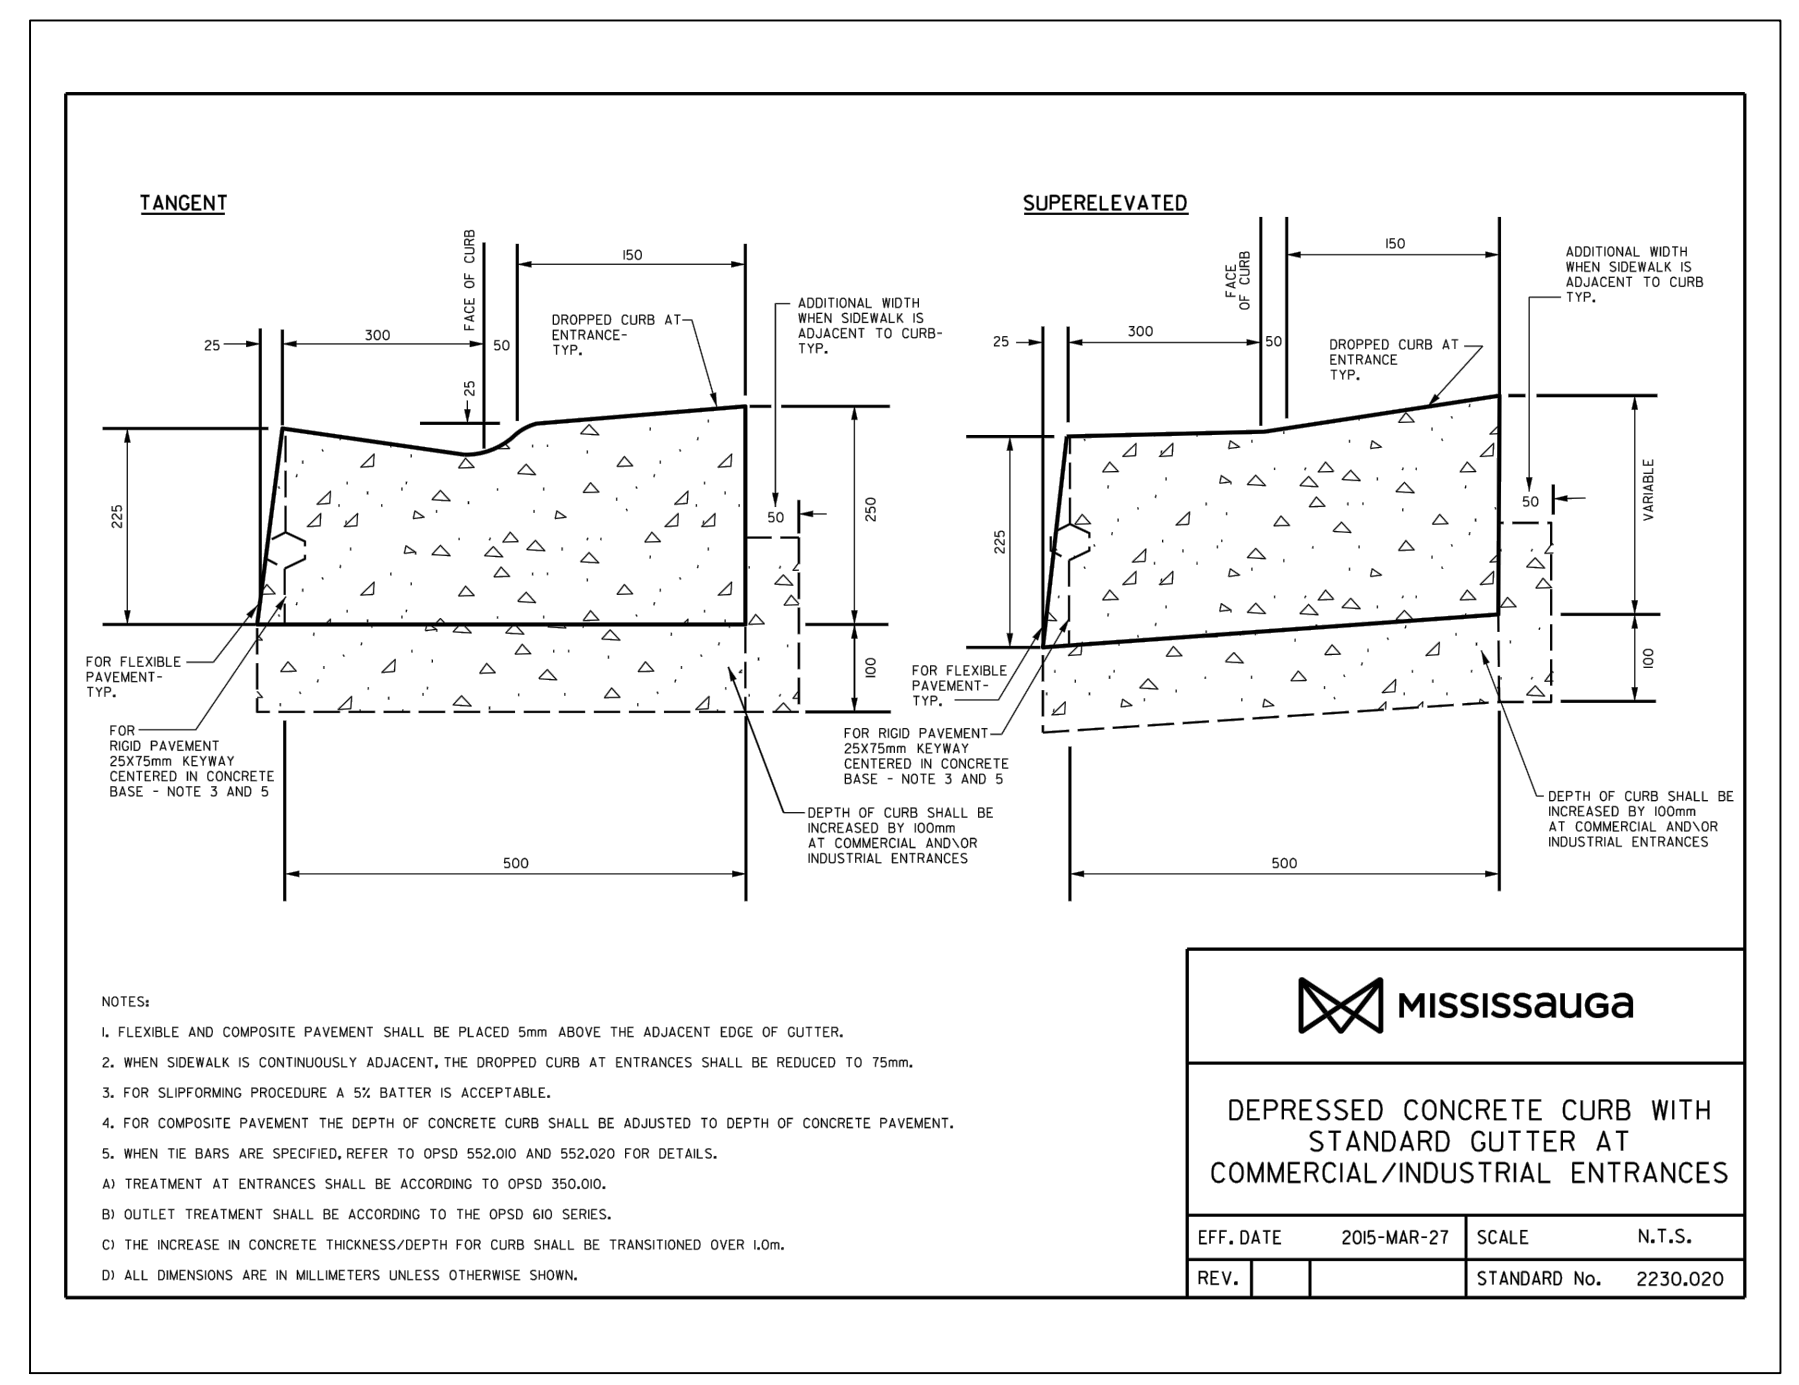 TANGENT
FACE OF CURB
150
25
300
50
25
DROPPED CURB AT
ENTRANCE-
TYP.
ADDITIONAL WIDTH
WHEN SIDEWALK IS
ADJACENT TO CURB-
TYP.
225
250
50
100
FOR FLEXIBLE
PAVEMENT-
TYP.
FOR
RIGID PAVEMENT
25X75mm KEYWAY
CENTERED IN CONCRETE
BASE - NOTE 3 AND 5
DEPTH OF CURB SHALL BE
INCREASED BY 100mm
AT COMMERCIAL AND\OR
INDUSTRIAL ENTRANCES
500
SUPERELEVATED
FACE
OF CURB
150
25
300
50
DROPPED CURB AT
ENTRANCE
TYP.
ADDITIONAL WIDTH
WHEN SIDEWALK IS
ADJACENT TO CURB
TYP.
225
VARIABLE
50
100
FOR FLEXIBLE
PAVEMENT-
TYP.
FOR RIGID PAVEMENT
25X75mm KEYWAY
CENTERED IN CONCRETE
BASE - NOTE 3 AND 5
DEPTH OF CURB SHALL BE
INCREASED BY 100mm
AT COMMERCIAL AND\OR
INDUSTRIAL ENTRANCES
500
NOTES:
1. FLEXIBLE AND COMPOSITE PAVEMENT SHALL BE PLACED 5mm ABOVE THE ADJACENT EDGE OF GUTTER.
2. WHEN SIDEWALK IS CONTINUOUSLY ADJACENT, THE DROPPED CURB AT ENTRANCES SHALL BE REDUCED TO 75mm.
3. FOR SLIPFORMING PROCEDURE A 5% BATTER IS ACCEPTABLE.
4. FOR COMPOSITE PAVEMENT THE DEPTH OF CONCRETE CURB SHALL BE ADJUSTED TO DEPTH OF CONCRETE PAVEMENT.
5. WHEN TIE BARS ARE SPECIFIED, REFER TO OPSD 552.010 AND 552.020 FOR DETAILS.
A) TREATMENT AT ENTRANCES SHALL BE ACCORDING TO OPSD 350.010.
B) OUTLET TREATMENT SHALL BE ACCORDING TO THE OPSD 610 SERIES.
C) THE INCREASE IN CONCRETE THICKNESS/DEPTH FOR CURB SHALL BE TRANSITIONED OVER 1.0m.
D) ALL DIMENSIONS ARE IN MILLIMETERS UNLESS OTHERWISE SHOWN.
MISSISSauGa
DEPRESSED CONCRETE CURB WITH
STANDARD GUTTER AT
COMMERCIAL/INDUSTRIAL ENTRANCES
EFF. DATE 2015-MAR-27 SCALE N.T.S.
REV. STANDARD No. 2230.020